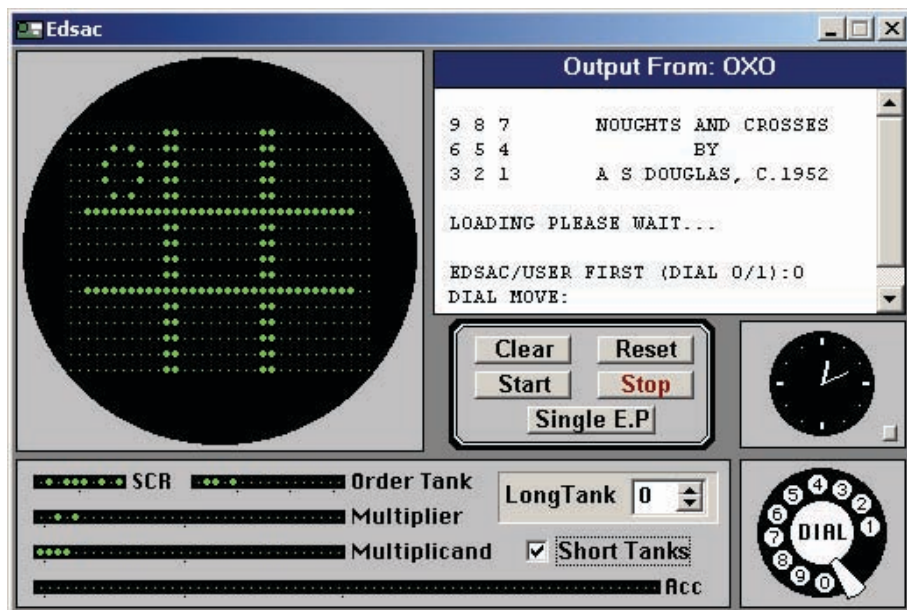 Edsac
Output From: OXO
9 8 7 NOUGHTS AND CROSSES
6 5 4 BY
3 2 1 A S DOUGLAS, C.1952
LOADING PLEASE WAIT...
EDSAC/USER FIRST (DIAL 0/1):0
DIAL MOVE:
Clear Reset
Start Stop
Single E.P
SCR Order Tank
Multiplier
Multiplicand
Acc
LongTank 0
Short Tanks
5 4 3 2 1 6 7 8 9 0
DIAL